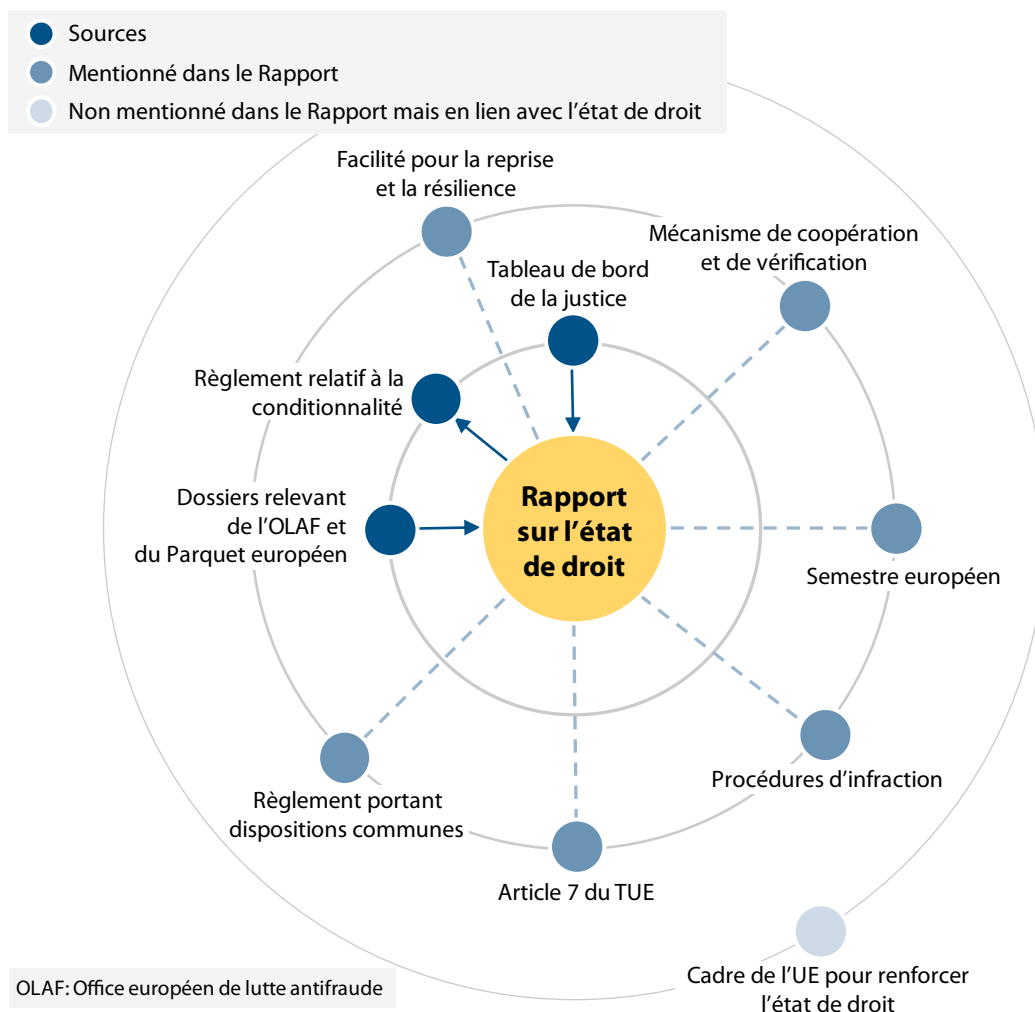 Sources
Mentionné dans le Rapport
Non mentionné dans le Rapport mais en lien avec l'état de droit
Facilité pour la reprise
et la résilience
Mécanisme de coopération
et de vérification
Tableau de bord
de la justice
Règlement relatif à la
conditionnalité
Dossiers relevant
de l'OLAF et
du Parquet européen
Rapport
sur l'état
de droit
Semestre européen
Procédures d'infraction
Règlement portant
dispositions communes
Article 7 du TUE
Cadre de l'UE pour renforcer
l'état de droit
OLAF: Office européen de lutte antifraude